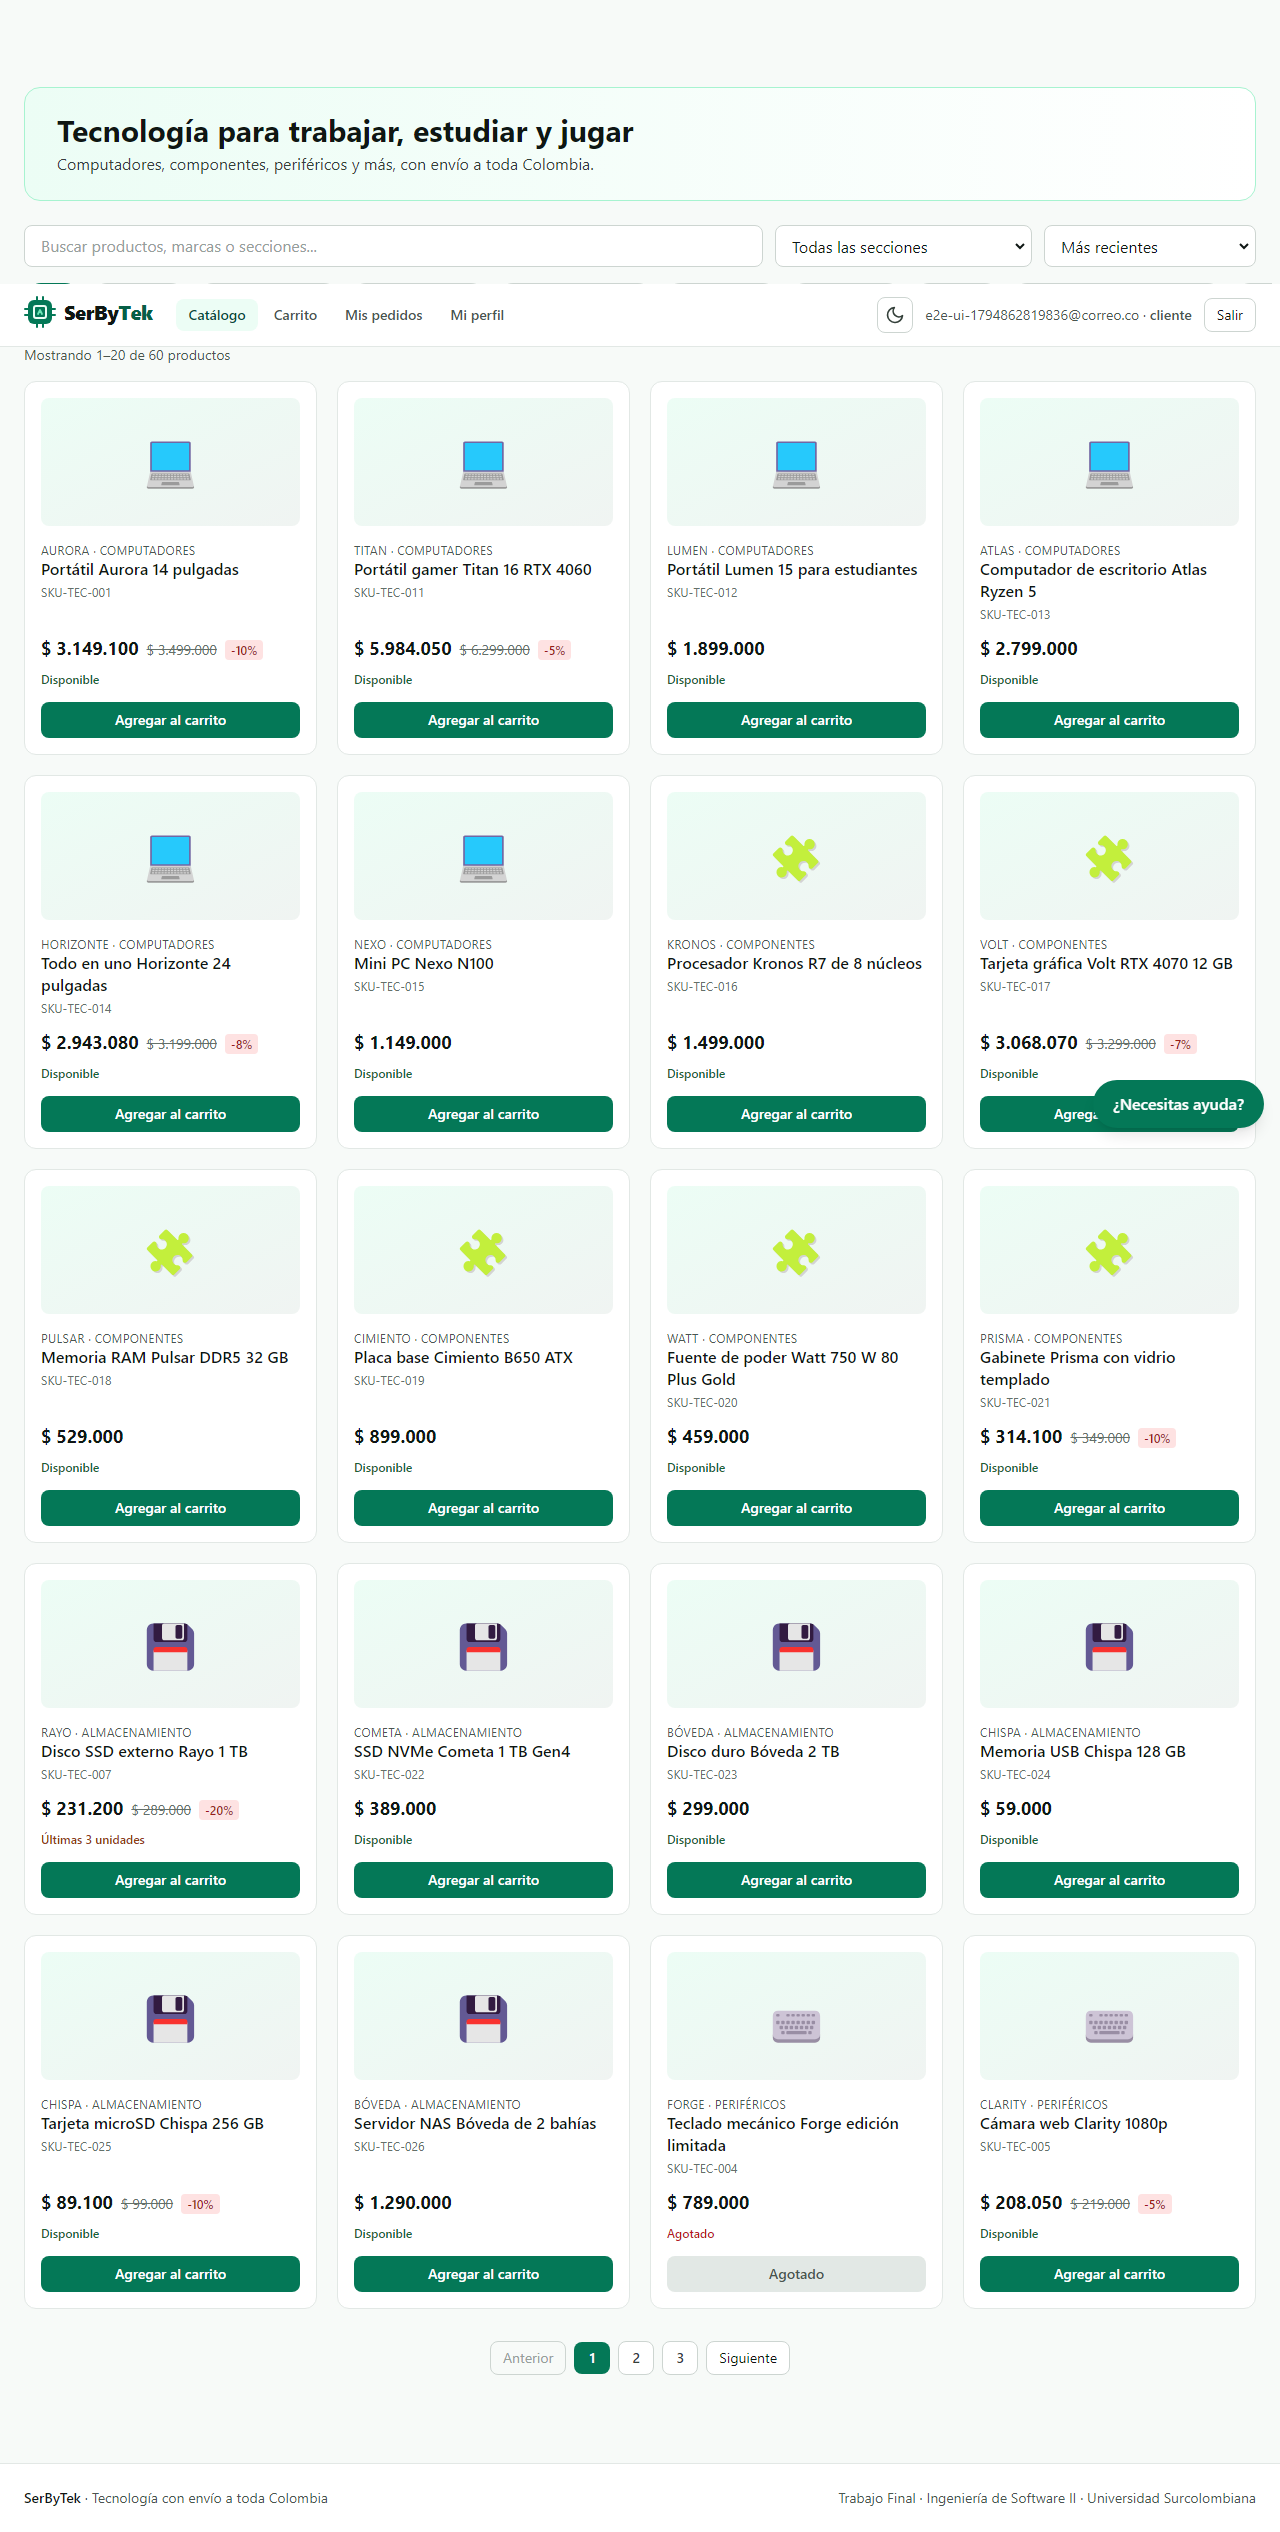 Tecnología para trabajar, estudiar y jugar
Computadores, componentes, periféricos y más, con envío a toda Colombia.
Buscar productos, marcas o secciones...
Todas las secciones
Más recientes
SerByTek
Catálogo
Carrito
Mis pedidos
Mi perfil
e2e-ui-1794862819836@correo.co · cliente
Salir
Mostrando 1–20 de 60 productos
AURORA · COMPUTADORES
Portátil Aurora 14 pulgadas
SKU-TEC-001
$ 3.149.100 $ 3.499.000 -10%
Disponible
Agregar al carrito
TITAN · COMPUTADORES
Portátil gamer Titan 16 RTX 4060
SKU-TEC-011
$ 5.984.050 $ 6.299.000 -5%
Disponible
Agregar al carrito
LUMEN · COMPUTADORES
Portátil Lumen 15 para estudiantes
SKU-TEC-012
$ 1.899.000
Disponible
Agregar al carrito
ATLAS · COMPUTADORES
Computador de escritorio Atlas
Ryzen 5
SKU-TEC-013
$ 2.799.000
Disponible
Agregar al carrito
HORIZONTE · COMPUTADORES
Todo en uno Horizonte 24
pulgadas
SKU-TEC-014
$ 2.943.080 $ 3.199.000 -8%
Disponible
Agregar al carrito
NEXO · COMPUTADORES
Mini PC Nexo N100
SKU-TEC-015
$ 1.149.000
Disponible
Agregar al carrito
KRONOS · COMPONENTES
Procesador Kronos R7 de 8 núcleos
SKU-TEC-016
$ 1.499.000
Disponible
Agregar al carrito
VOLT · COMPONENTES
Tarjeta gráfica Volt RTX 4070 12 GB
SKU-TEC-017
$ 3.068.070 $ 3.299.000 -7%
Disponible
¿Necesitas ayuda?
PULSAR · COMPONENTES
Memoria RAM Pulsar DDR5 32 GB
SKU-TEC-018
$ 529.000
Disponible
Agregar al carrito
CIMIENTO · COMPONENTES
Placa base Cimiento B650 ATX
SKU-TEC-019
$ 899.000
Disponible
Agregar al carrito
WATT · COMPONENTES
Fuente de poder Watt 750 W 80
Plus Gold
SKU-TEC-020
$ 459.000
Disponible
Agregar al carrito
PRISMA · COMPONENTES
Gabinete Prisma con vidrio
templado
SKU-TEC-021
$ 314.100 $ 349.000 -10%
Disponible
Agregar al carrito
RAYO · ALMACENAMIENTO
Disco SSD externo Rayo 1 TB
SKU-TEC-007
$ 231.200 $ 289.000 -20%
Últimas 3 unidades
Agregar al carrito
COMETA · ALMACENAMIENTO
SSD NVMe Cometa 1 TB Gen4
SKU-TEC-022
$ 389.000
Disponible
Agregar al carrito
BÓVEDA · ALMACENAMIENTO
Disco duro Bóveda 2 TB
SKU-TEC-023
$ 299.000
Disponible
Agregar al carrito
CHISPA · ALMACENAMIENTO
Memoria USB Chispa 128 GB
SKU-TEC-024
$ 59.000
Disponible
Agregar al carrito
CHISPA · ALMACENAMIENTO
Tarjeta microSD Chispa 256 GB
SKU-TEC-025
$ 89.100 $ 99.000 -10%
Disponible
Agregar al carrito
BÓVEDA · ALMACENAMIENTO
Servidor NAS Bóveda de 2 bahías
SKU-TEC-026
$ 1.290.000
Disponible
Agregar al carrito
FORGE · PERIFÉRICOS
Teclado mecánico Forge edición
limitada
SKU-TEC-004
$ 789.000
Agotado
Agotado
CLARITY · PERIFÉRICOS
Cámara web Clarity 1080p
SKU-TEC-005
$ 208.050 $ 219.000 -5%
Disponible
Agregar al carrito
Anterior 1 2 3 Siguiente
SerByTek · Tecnología con envío a toda Colombia
Trabajo Final · Ingeniería de Software II · Universidad Surcolombiana